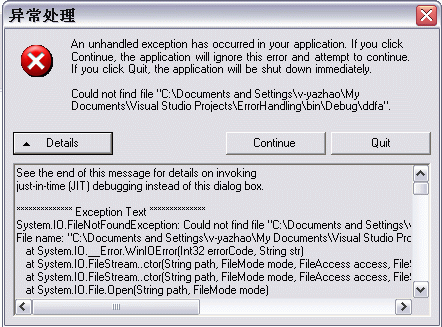 异常处理
An unhandled exception has occurred in your application. If you click
Continue, the application will ignore this error and attempt to continue.
If you click Quit, the application will be shut down immediately.
Could not find file "C:\Documents and Settings\v-yazhao\My
Documents\Visual Studio Projects\ErrorHandling\bin\Debug\ddfa".
Details
Continue
Quit
See the end of this message for details on invoking
just-in-time (JIT) debugging instead of this dialog box.
************** Exception Text **************
System.IO.FileNotFoundException: Could not find file "C:\Documents and Settings\
File name: "C:\Documents and Settings\v-yazhao\My Documents\Visual Studio Proj
at System.IO.__Error.WinIOError(Int32 errorCode, String str)
at System.IO.FileStream..ctor(String path, FileMode mode, FileAccess access, FileS
at System.IO.FileStream..ctor(String path, FileMode mode, FileAccess access, FileS
at System.IO.File.Open(String path, FileMode mode)